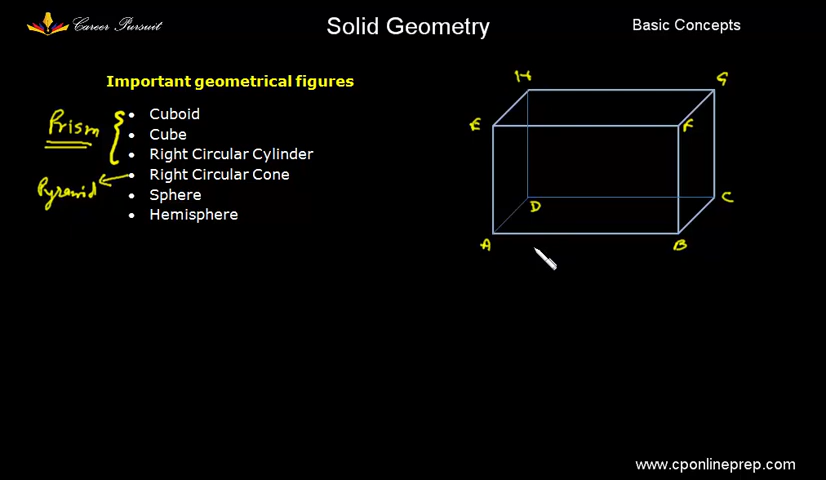 Career Pursuit
Solid Geometry
Basic Concepts
Important geometrical figures
Prism
Cuboid
Cube
Right Circular Cylinder
Pyramid
Right Circular Cone
Sphere
Hemisphere
H
G
E
F
D
C
A
B
www.cponlineprep.com